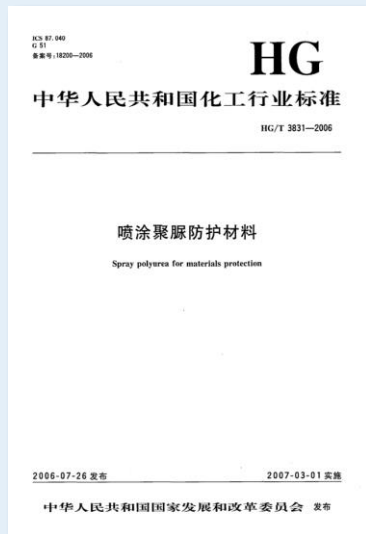 ICS 87.040
G 51
备案号:18200—2006
HG
中华人民共和国化工行业标准
HG/T 3831—2006
喷涂聚脲防护材料
Spray polyurea for materials protection
2006-07-26 发布
2007-03-01 实施
中华人民共和国国家发展和改革委员会 发布